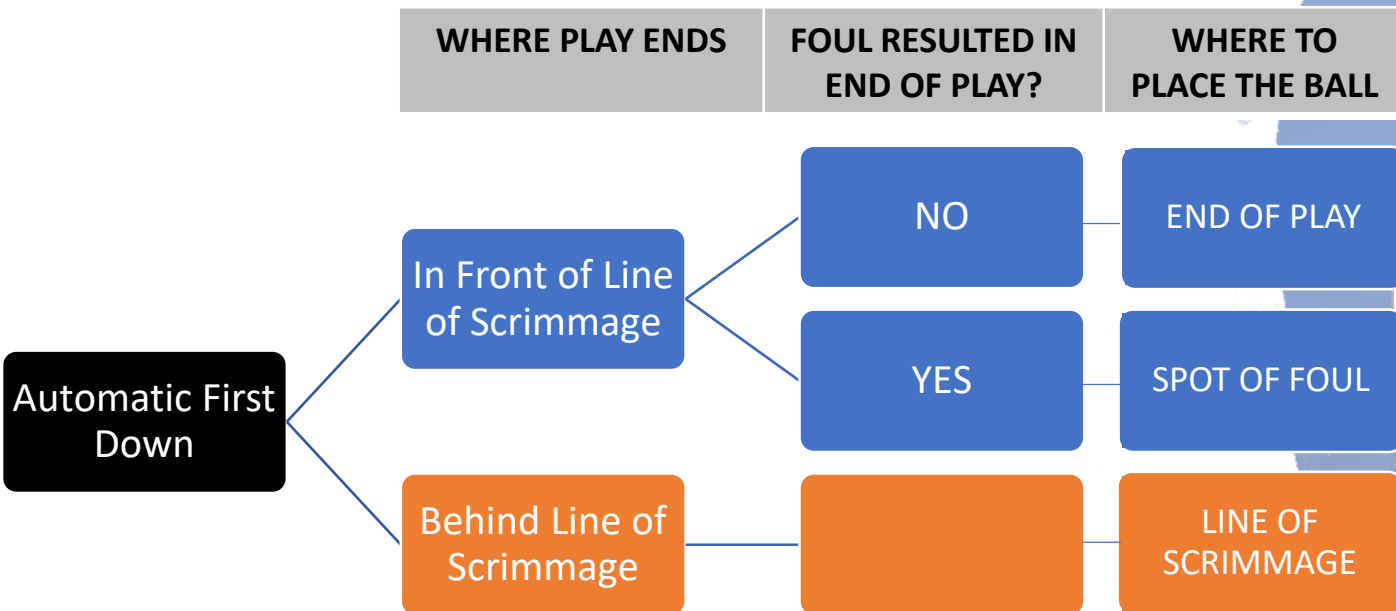 WHERE PLAY ENDS
FOUL RESULTED IN
END OF PLAY?
WHERE TO
PLACE THE BALL
Automatic First
Down
In Front of Line
of Scrimmage
NO
END OF PLAY
YES
SPOT OF FOUL
Behind Line of
Scrimmage
LINE OF
SCRIMMAGE